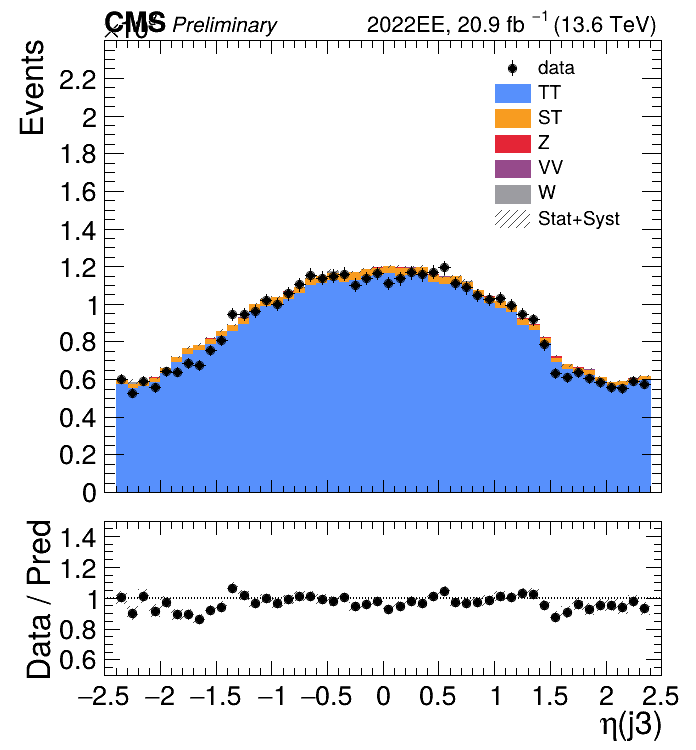 CMS Preliminary 2022EE, 20.9 fb⁻¹ (13.6 TeV)
Events
2.2
2
1.8
1.6
1.4
1.2
1
0.8
0.6
0.4
0.2
0
data
TT
ST
Z
VV
W
Stat+Syst
Data / Pred
1.4
1.2
1
0.8
0.6
−2.5 −2 −1.5 −1 −0.5 0 0.5 1 1.5 2 2.5
η(j3)